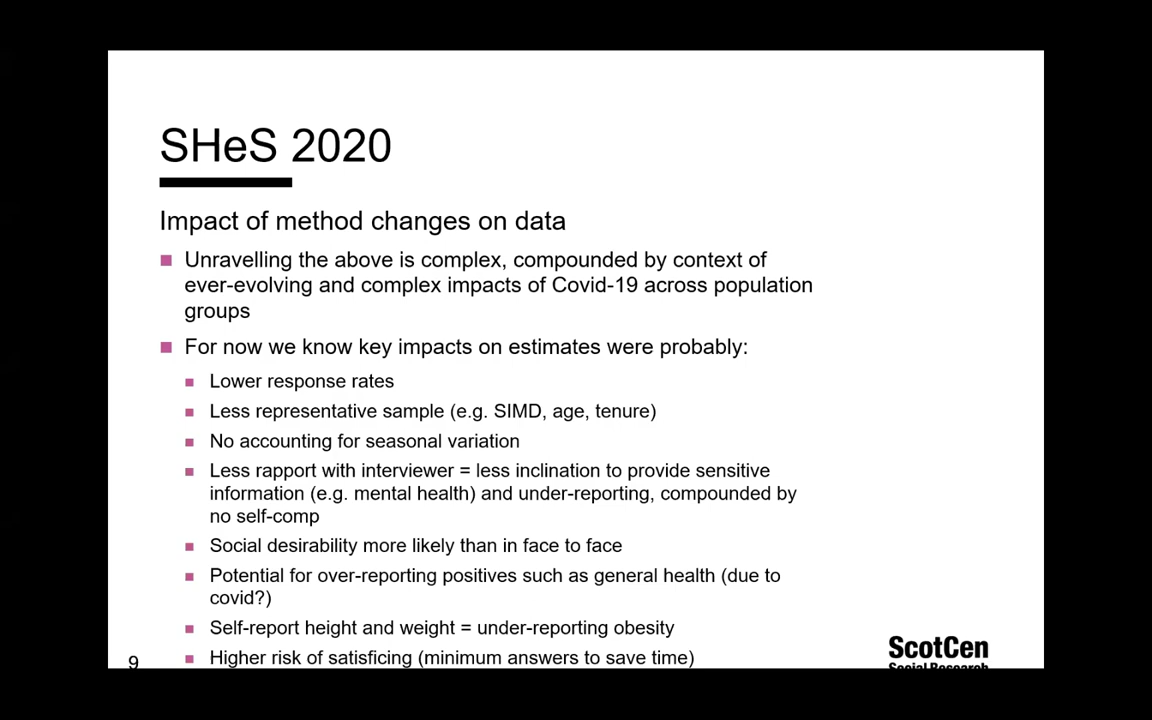 SHeS 2020
Impact of method changes on data
Unravelling the above is complex, compounded by context of
ever-evolving and complex impacts of Covid-19 across population
groups
For now we know key impacts on estimates were probably:
Lower response rates
Less representative sample (e.g. SIMD, age, tenure)
No accounting for seasonal variation
Less rapport with interviewer = less inclination to provide sensitive
information (e.g. mental health) and under-reporting, compounded by
no self-comp
Social desirability more likely than in face to face
Potential for over-reporting positives such as general health (due to
covid?)
Self-report height and weight = under-reporting obesity
Higher risk of satisficing (minimum answers to save time)
9
ScotCen
Social Research